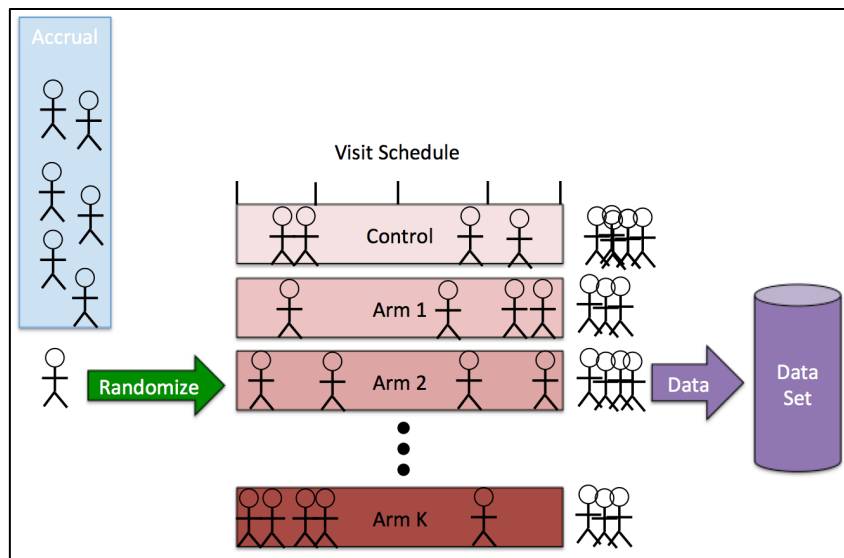 Accrual
Visit Schedule
Control
Arm 1
Randomize
Arm 2
Data
Data
Set
Arm K